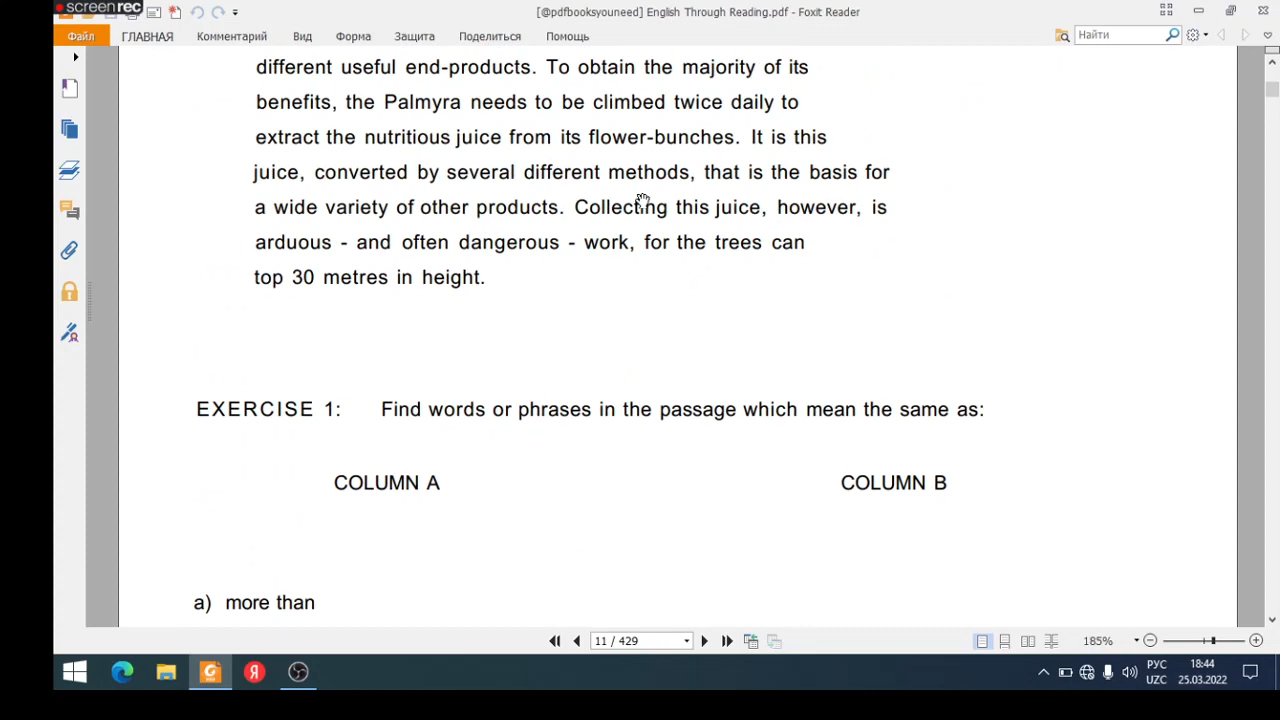 SCREENREC
[@pdfbooksyouneed] English Through Reading.pdf - Foxit Reader
Файл ГЛАВНАЯ Комментарий Вид Форма Защита Поделиться Помощь Найти
different useful end-products. To obtain the majority of its
benefits, the Palmyra needs to be climbed twice daily to
extract the nutritious juice from its flower-bunches. It is this
juice, converted by several different methods, that is the basis for
a wide variety of other products. Collecting this juice, however, is
arduous - and often dangerous - work, for the trees can
top 30 metres in height.
EXERCISE 1: Find words or phrases in the passage which mean the same as:
COLUMN A COLUMN B
a) more than
11 / 429 185%
РУС 18:44
UZC 25.03.2022